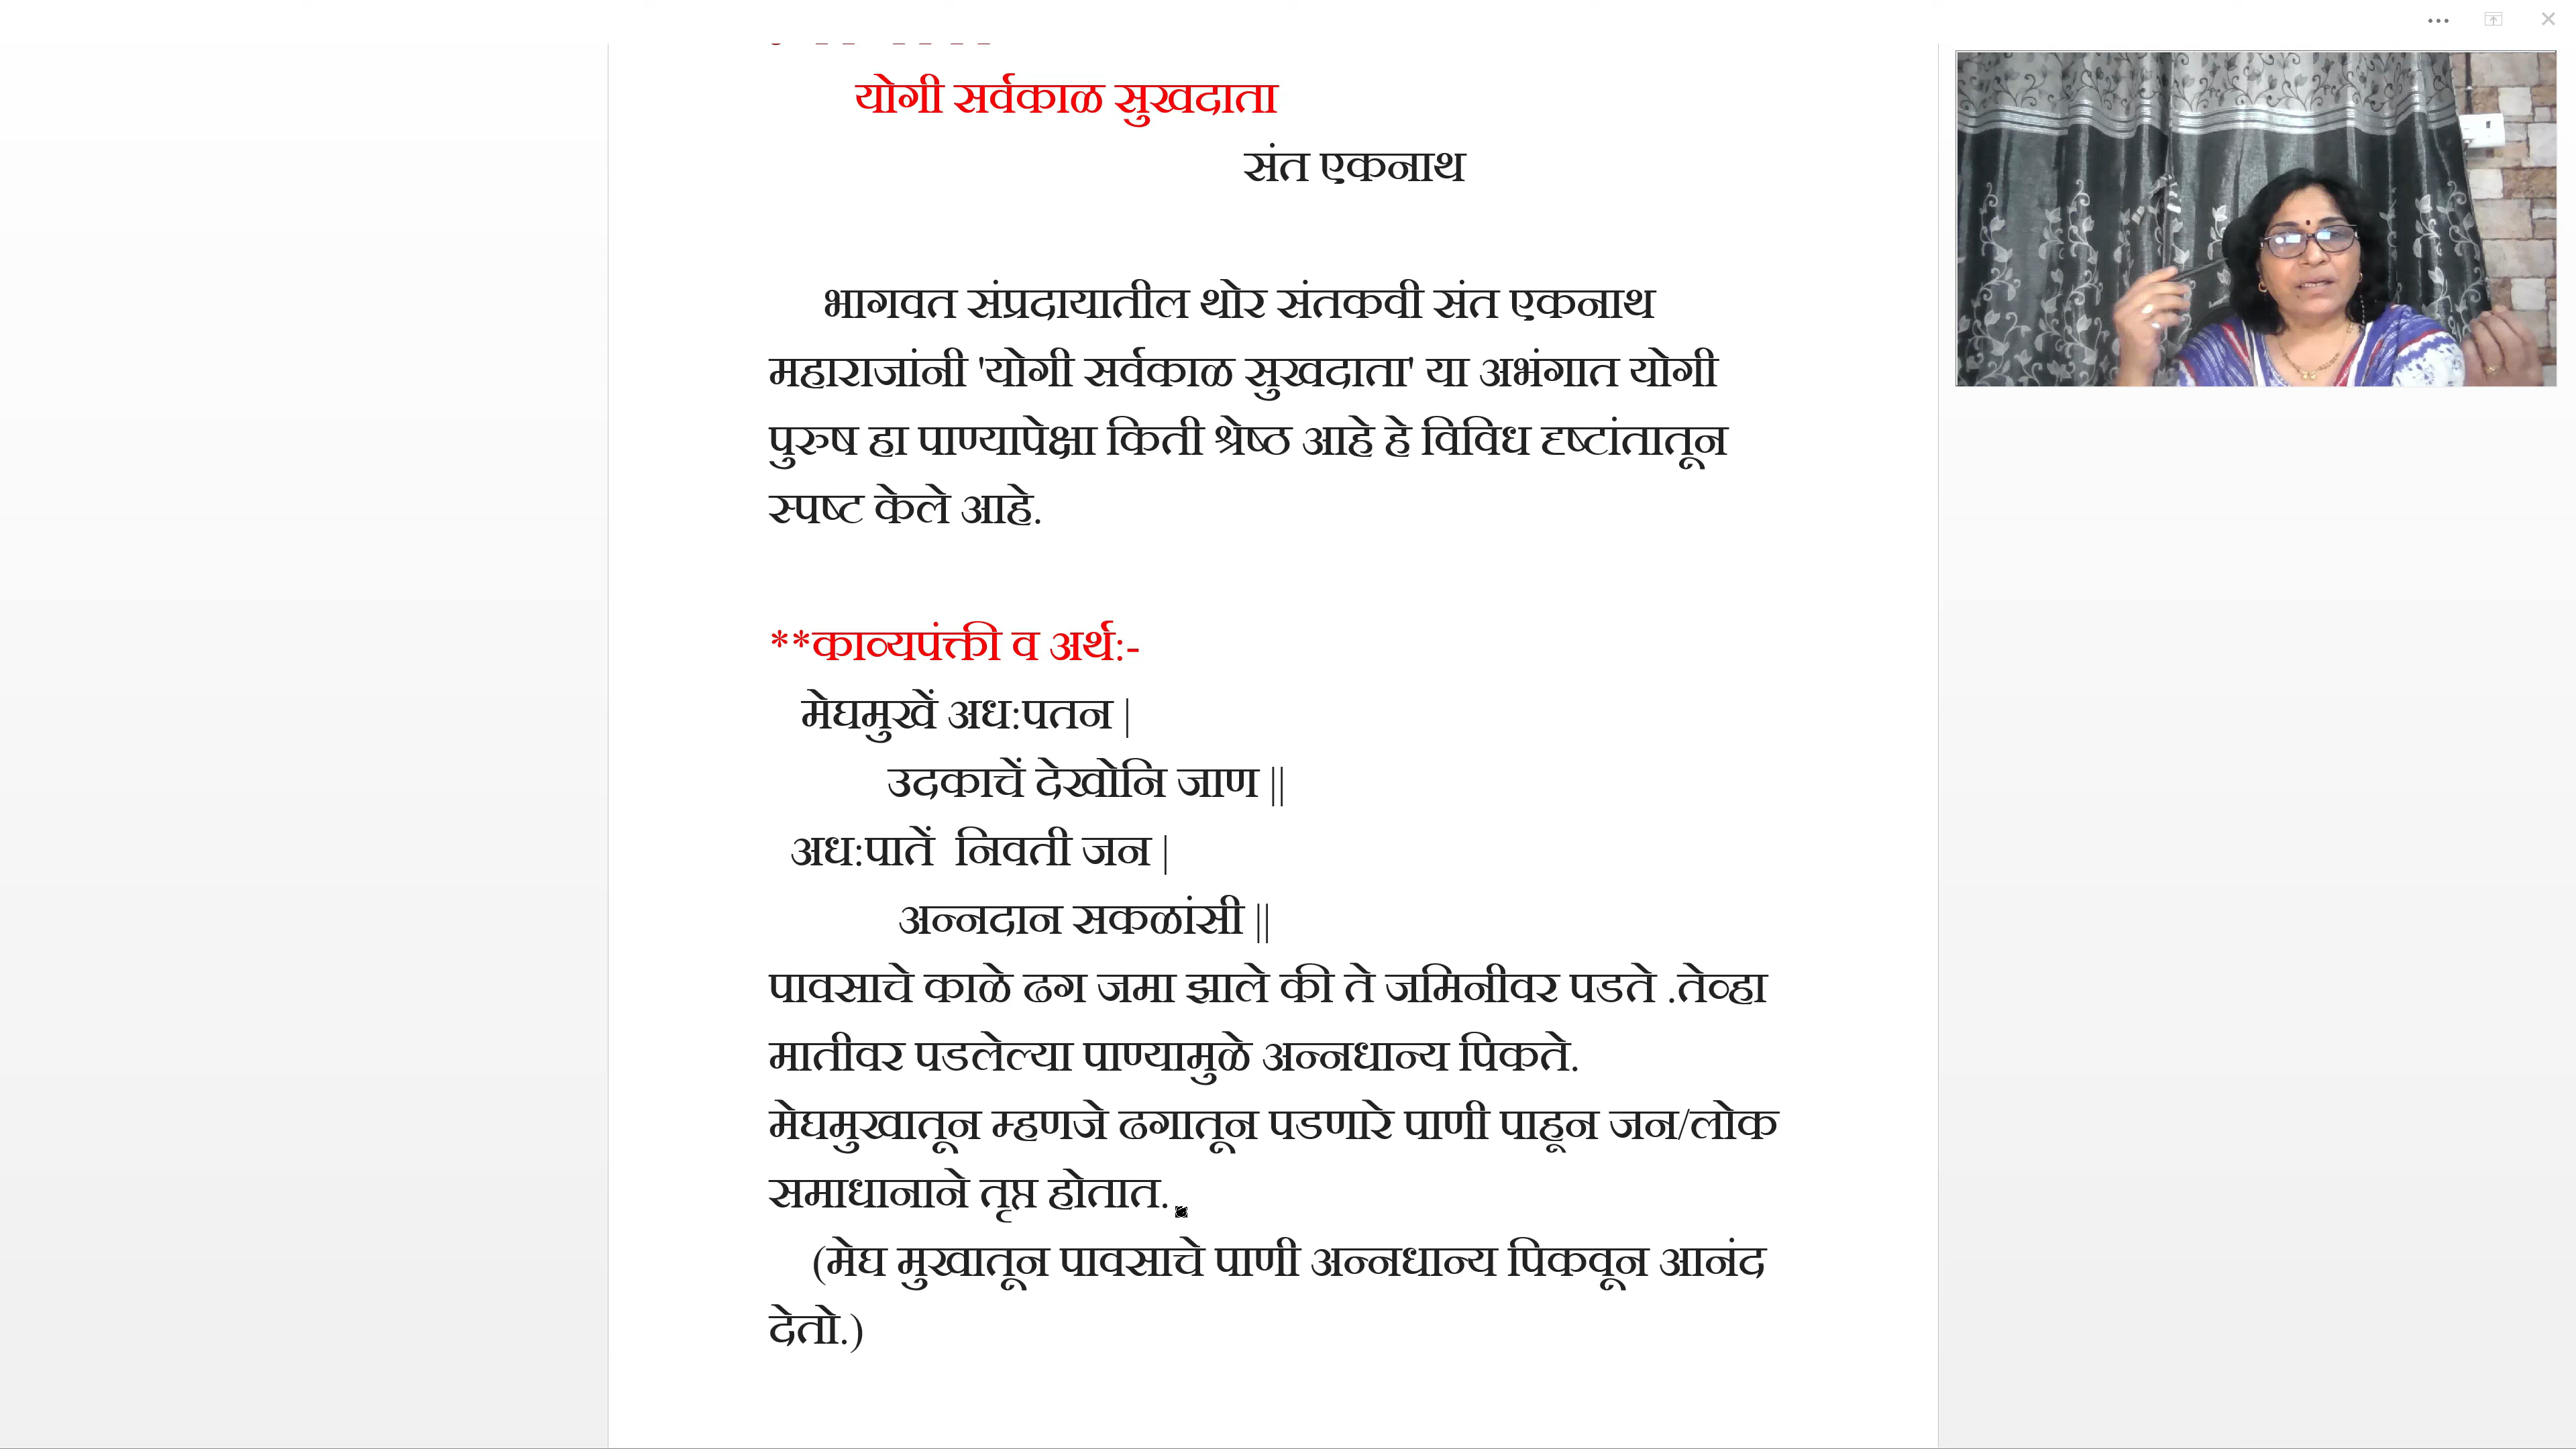 योगी सर्वकाळ सुखदाता
संत एकनाथ
भागवत संप्रदायातील थोर संतकवी संत एकनाथ
महाराजांनी 'योगी सर्वकाळ सुखदाता' या अभंगात योगी
पुरुष हा पाण्यापेक्षा किती श्रेष्ठ आहे हे विविध दृष्टांतातून
स्पष्ट केले आहे.
**काव्यपंक्ती व अर्थ:-
मेघमुखें अध:पतन |
उदकाचें देखोनि जाण ||
अध:पातें निवती जन |
अन्नदान सकळांसी ||
पावसाचे काळे ढग जमा झाले की ते जमिनीवर पडते .तेव्हा
मातीवर पडलेल्या पाण्यामुळे अन्नधान्य पिकते.
मेघमुखातून म्हणजे ढगातून पडणारे पाणी पाहून जन/लोक
समाधानाने तृप्त होतात.
(मेघ मुखातून पावसाचे पाणी अन्नधान्य पिकवून आनंद
देतो.)